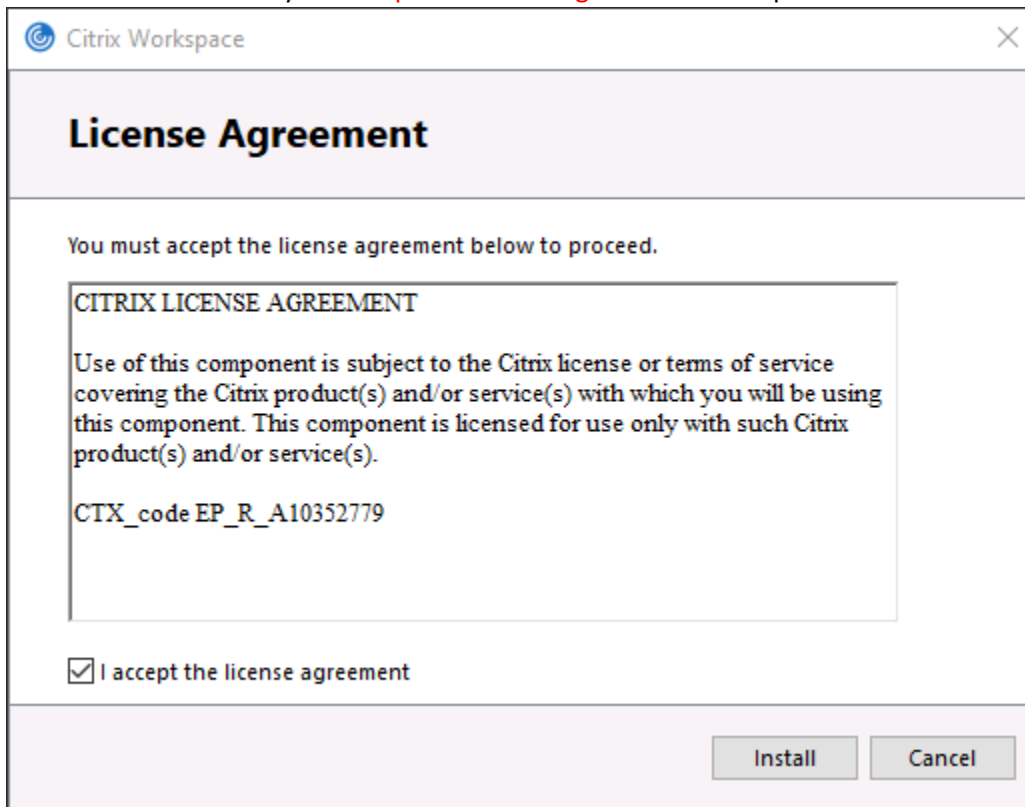 Citrix Workspace
License Agreement
You must accept the license agreement below to proceed.
CITRIX LICENSE AGREEMENT
Use of this component is subject to the Citrix license or terms of service
covering the Citrix product(s) and/or service(s) with which you will be using
this component. This component is licensed for use only with such Citrix
product(s) and/or service(s).
CTX_code EP_R_A10352779
I accept the license agreement
Install Cancel